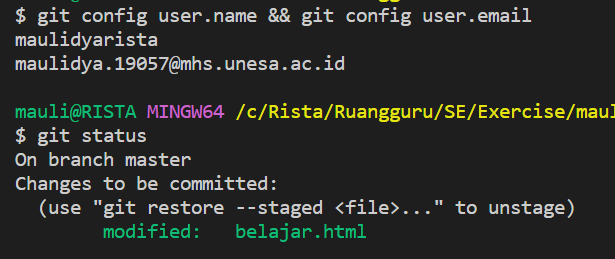 $ git config user.name && git config user.email
maulidyarista
maulidya.19057@mhs.unesa.ac.id
mauli@RISTA MINGW64 /c/Rista/Ruangguru/SE/Exercise/maul
$ git status
On branch master
Changes to be committed:
  (use "git restore --staged <file>..." to unstage)
        modified:   belajar.html